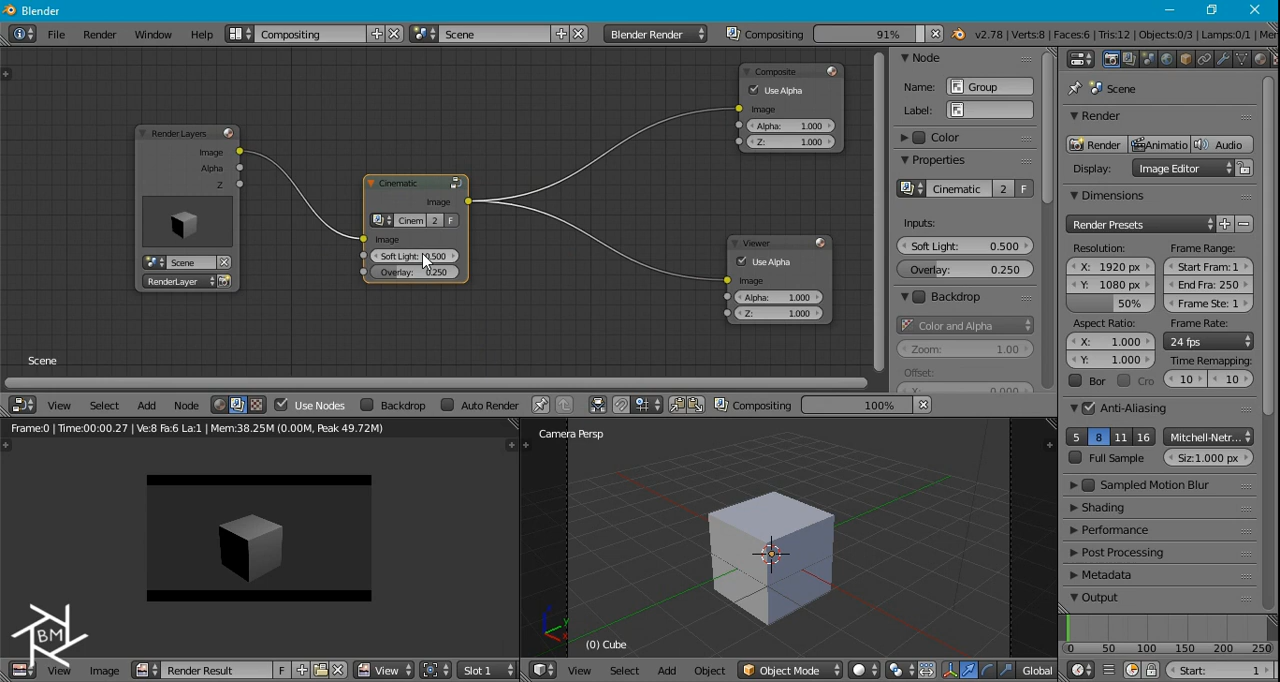 Blender
File Render Window Help Compositing Scene Blender Render Compositing 91% v2.78 | Verts:8 | Faces:6 | Tris:12 | Objects:0/3 | Lamps:0/1 | Mer
Render Layers
Image
Alpha
Z
Scene
RenderLayer
Cinematic
Image
Cinem 2 F
Image
Soft Light: 0.500
Overlay: 0.250
Composite
Use Alpha
Image
Alpha: 1.000
Z: 1.000
Viewer
Use Alpha
Image
Alpha: 1.000
Z: 1.000
Scene
Node
Name: Group
Label:
Color
Properties
Cinematic 2 F
Inputs:
Soft Light: 0.500
Overlay: 0.250
Backdrop
Color and Alpha
Zoom: 1.00
Offset:
Scene
Render
Render Animatio Audio
Display: Image Editor
Dimensions
Render Presets
Resolution: Frame Range:
X: 1920 px Start Fram: 1
Y: 1080 px End Fra: 250
50% Frame Ste: 1
Aspect Ratio: Frame Rate:
X: 1.000 24 fps
Y: 1.000 Time Remapping:
Bor Cro 10 10
Anti-Aliasing
5 8 11 16 Mitchell-Netr...
Full Sample Siz:1.000 px
Sampled Motion Blur
Shading
Performance
Post Processing
Metadata
Output
View Select Add Node Use Nodes Backdrop Auto Render Compositing 100%
Frame:0 | Time:00:00.27 | Ve:8 Fa:6 La:1 | Mem:38.25M (0.00M, Peak 49.72M)
Camera Persp
(0) Cube
BM
View Image Render Result F View Slot 1
View Select Add Object Object Mode Global
0 50 100 150 200 250
Start: 1